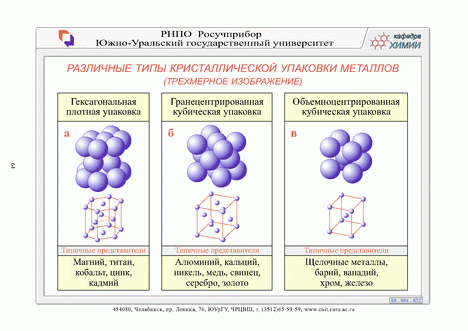 РНПО Росучприбор
Южно-Уральский государственный университет
кафедра
ХИМИИ
РАЗЛИЧНЫЕ ТИПЫ КРИСТАЛЛИЧЕСКОЙ УПАКОВКИ МЕТАЛЛОВ
(ТРЕХМЕРНОЕ ИЗОБРАЖЕНИЕ)
Гексагональная
плотная упаковка
а
Типичные представители
Магний, титан,
кобальт, цинк,
кадмий
Гранецентрированная
кубическая упаковка
б
Типичные представители
Алюминий, кальций,
никель, медь, свинец,
серебро, золото
Объемноцентрированная
кубическая упаковка
в
Типичные представители
Щелочные металлы,
барий, ванадий,
хром, железо
454080, Челябинск, пр. Ленина, 76, ЮУрГУ, ЧРЦНИТ, т. (3512)65-59-59, www.cnit.susu.ac.ru